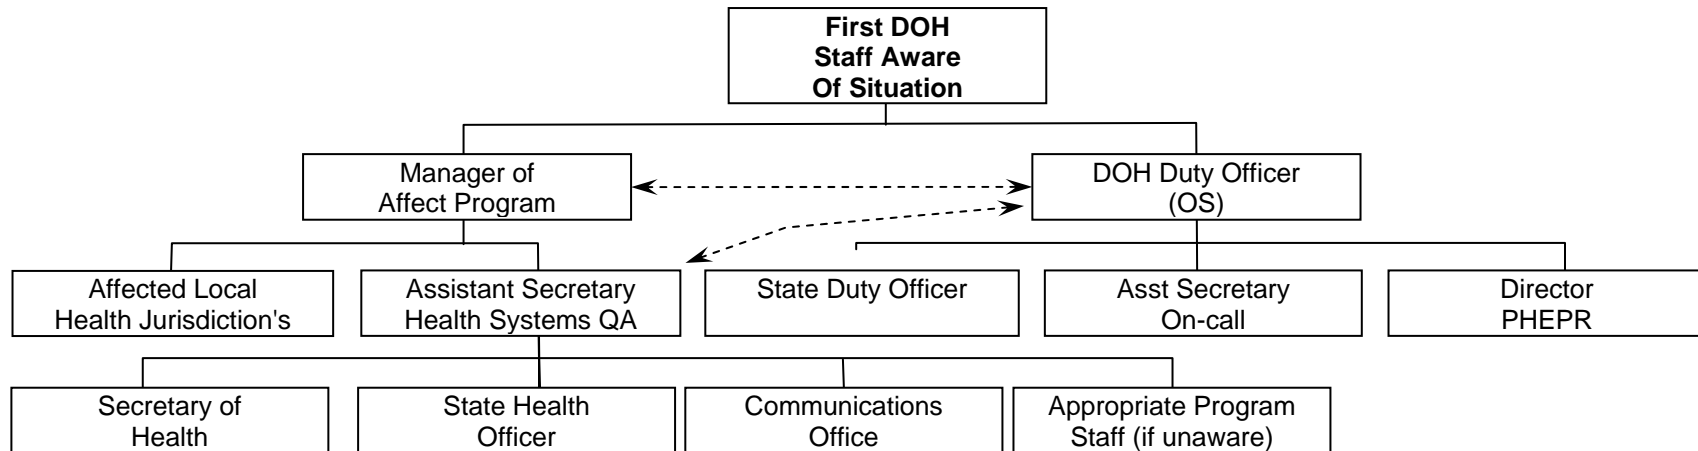 First DOH
Staff Aware
Of Situation
Manager of
Affect Program
DOH Duty Officer
(OS)
Affected Local
Health Jurisdiction's
Assistant Secretary
Health Systems QA
State Duty Officer
Asst Secretary
On-call
Director
PHEPR
Secretary of
Health
State Health
Officer
Communications
Office
Appropriate Program
Staff (if unaware)